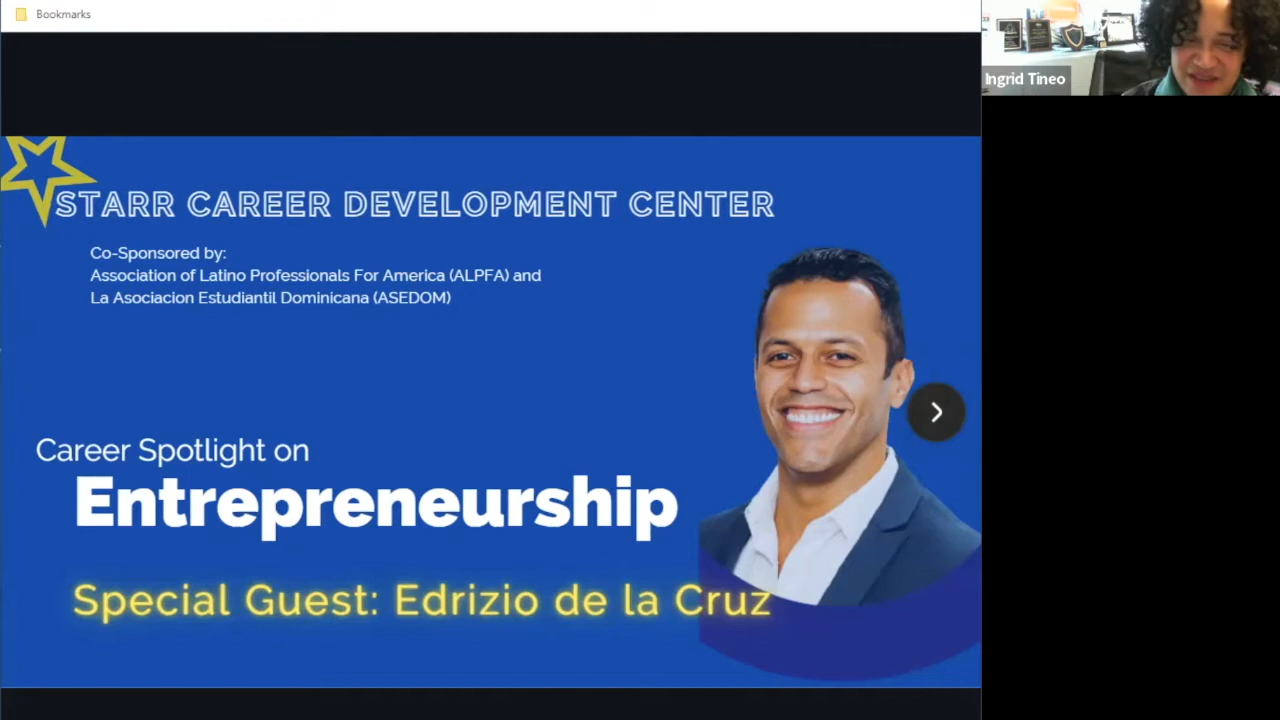 Bookmarks
Ingrid Tineo
STARR CAREER DEVELOPMENT CENTER
Co-Sponsored by:
Association of Latino Professionals For America (ALPFA) and
La Asociacion Estudiantil Dominicana (ASEDOM)
Career Spotlight on
Entrepreneurship
Special Guest: Edrizio de la Cruz